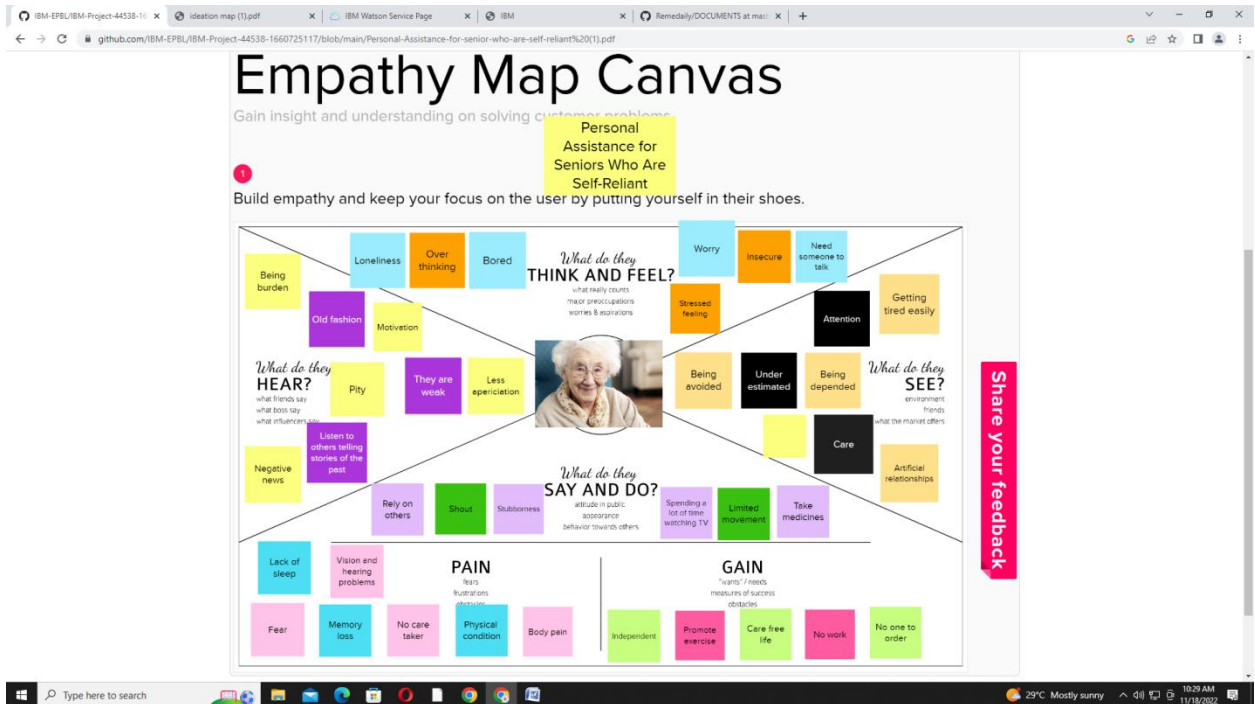 IBM-EPBL/IBM-Project-44538-16
ideation map (1).pdf
IBM Watson Service Page
IBM
Remedaily/DOCUMENTS at mast
github.com/IBM-EPBL/IBM-Project-44538-1660725117/blob/main/Personal-Assistance-for-senior-who-are-self-reliant%20(1).pdf
Empathy Map Canvas
Gain insight and understanding on solving customer problems
Personal
Assistance for
Seniors Who Are
Self-Reliant
1
Build empathy and keep your focus on the user by putting yourself in their shoes.
What do they
THINK AND FEEL?
what really counts
major preoccupations
worries & aspirations
Loneliness
Over
thinking
Bored
Worry
Insecure
Need
someone to
talk
Stressed
feeling
Being
burden
Old fashion
Motivation
What do they
HEAR?
what friends say
what boss say
what influencers say
Pity
They are
weak
Less
apericiation
Listen to
others telling
stories of the
past
Negative
news
Attention
Getting
tired easily
Being
avoided
Under
estimated
Being
depended
What do they
SEE?
environment
friends
what the market offers
Care
Artificial
relationships
What do they
SAY AND DO?
attitude in public
appearance
behavior towards others
Rely on
others
Shout
Stubborness
Spending a
lot of time
watching TV
Limited
movement
Take
medicines
PAIN
fears
frustrations
obstacles
Lack of
sleep
Vision and
hearing
problems
Fear
Memory
loss
No care
taker
Physical
condition
Body pain
GAIN
"wants" / needs
measures of success
obstacles
Independent
Promote
exercise
Care free
life
No work
No one to
order
Share your feedback
Type here to search
29°C Mostly sunny
10:29 AM
11/18/2022